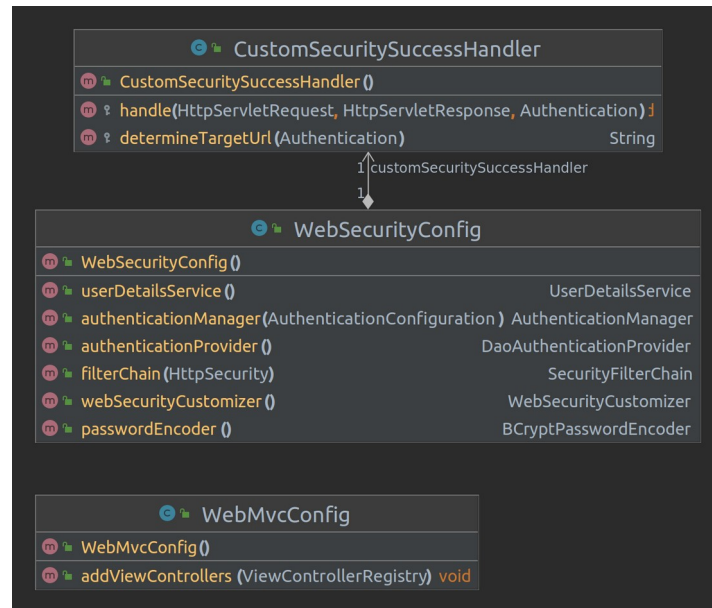 CustomSecuritySuccessHandler
CustomSecuritySuccessHandler()
handle(HttpServletRequest, HttpServletResponse, Authentication)
determineTargetUrl(Authentication) String
1 customSecuritySuccessHandler
1
WebSecurityConfig
WebSecurityConfig()
userDetailsService() UserDetailsService
authenticationManager(AuthenticationConfiguration) AuthenticationManager
authenticationProvider() DaoAuthenticationProvider
filterChain(HttpSecurity) SecurityFilterChain
webSecurityCustomizer() WebSecurityCustomizer
passwordEncoder() BCryptPasswordEncoder
WebMvcConfig
WebMvcConfig()
addViewControllers(ViewControllerRegistry) void